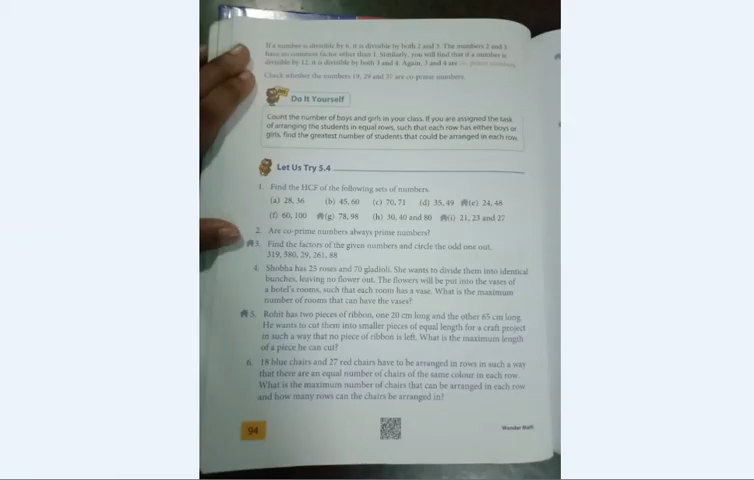 If a number is divisible by 6, it is divisible by both 2 and 3. The numbers 2 and 3
have no common factor other than 1. Similarly, you will find that if a number is
divisible by 12, it is divisible by both 3 and 4. Again, 3 and 4 are co-prime numbers.
Check whether the numbers 19, 29 and 37 are co-prime numbers.
Do It Yourself
Count the number of boys and girls in your class. If you are assigned the task
of arranging the students in equal rows, such that each row has either boys or
girls, find the greatest number of students that could be arranged in each row.
Let Us Try 5.4
1. Find the HCF of the following sets of numbers.
(a) 28, 56 (b) 45, 60 (c) 70, 71 (d) 35, 49 (e) 24, 48
(f) 60, 100 (g) 78, 98 (h) 30, 40 and 80 (i) 21, 23 and 27
2. Are co-prime numbers always prime numbers?
3. Find the factors of the given numbers and circle the odd one out.
319, 580, 29, 261, 88
4. Shobha has 25 roses and 70 gladioli. She wants to divide them into identical
bunches, leaving no flower out. The flowers will be put into the vases of
a hotel's rooms, such that each room has a vase. What is the maximum
number of rooms that can have the vases?
5. Rohit has two pieces of ribbon, one 20 cm long and the other 65 cm long.
He wants to cut them into smaller pieces of equal length for a craft project
in such a way that no piece of ribbon is left. What is the maximum length
of a piece he can cut?
6. 18 blue chairs and 27 red chairs have to be arranged in rows in such a way
that there are an equal number of chairs of the same colour in each row.
What is the maximum number of chairs that can be arranged in each row
and how many rows can the chairs be arranged in?
94
Wonder Math